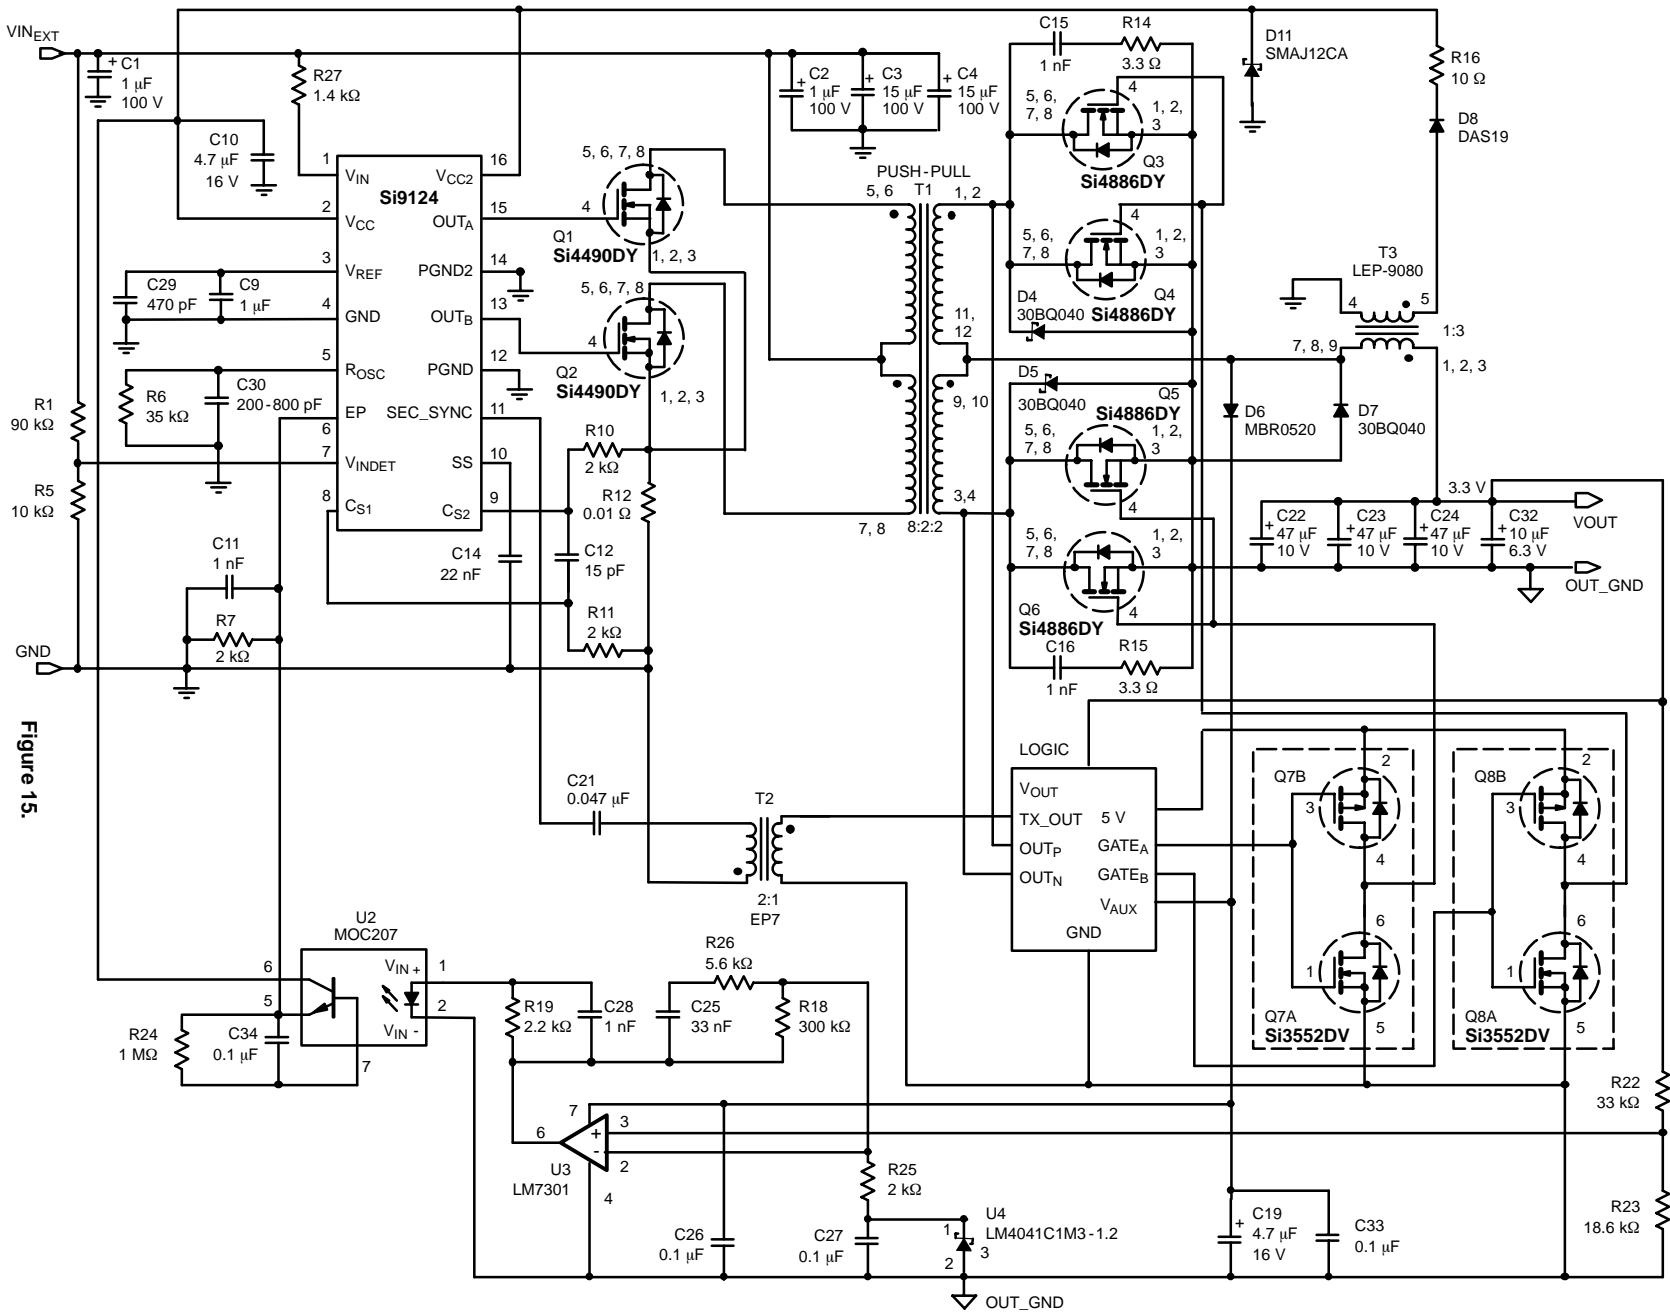 VIN_EXT
+ C1
1 µF
100 V
R27
1.4 kΩ
C10
4.7 µF
16 V
+ C2
1 µF
100 V
+ C3
15 µF
100 V
+ C4
15 µF
100 V
C15
1 nF
R14
3.3 Ω
D11
SMAJ12CA
R16
10 Ω
D8
DAS19
5, 6,
7, 8
4
1, 2,
3
Q3
Si4886DY
5, 6,
7, 8
4
1, 2,
3
Q4
Si4886DY
D4
30BQ040
D5
30BQ040
Q5
Si4886DY
5, 6,
7, 8
1, 2,
3
4
5, 6,
7, 8
1, 2,
3
4
Q6
Si4886DY
C16
1 nF
R15
3.3 Ω
Si9124
1
V_IN
2
V_CC
3
V_REF
4
GND
5
R_OSC
EP
6
7
V_INDET
8
C_S1
16
V_CC2
15
OUT_A
14
PGND2
13
OUT_B
12
PGND
11
SEC_SYNC
10
SS
9
C_S2
5, 6, 7, 8
4
Q1
Si4490DY
1, 2, 3
5, 6, 7, 8
4
Q2
Si4490DY
1, 2, 3
PUSH-PULL
T1
5, 6
1, 2
11,
12
9, 10
3,4
7, 8
8:2:2
T3
LEP-9080
4
5
1:3
7, 8, 9
1, 2, 3
D6
MBR0520
D7
30BQ040
3.3 V
VOUT
+ C22
47 µF
10 V
+ C23
47 µF
10 V
+ C24
47 µF
10 V
+ C32
10 µF
6.3 V
OUT_GND
C29
470 pF
C9
1 µF
R6
35 kΩ
C30
200-800 pF
R1
90 kΩ
R5
10 kΩ
C11
1 nF
R7
2 kΩ
GND
R10
2 kΩ
R12
0.01 Ω
C14
22 nF
C12
15 pF
R11
2 kΩ
Figure 15.
C21
0.047 µF
T2
2:1
EP7
LOGIC
V_OUT
TX_OUT
5 V
OUT_P
GATE_A
OUT_N
GATE_B
V_AUX
GND
Q7B
2
3
4
6
1
Q7A
5
Si3552DV
Q8B
2
3
4
6
1
Q8A
5
Si3552DV
U2
MOC207
6
5
7
V_IN +
1
V_IN -
2
R24
1 MΩ
C34
0.1 µF
R19
2.2 kΩ
C28
1 nF
R26
5.6 kΩ
C25
33 nF
R18
300 kΩ
7
3
6
+
-
2
U3
LM7301
4
R25
2 kΩ
C26
0.1 µF
C27
0.1 µF
U4
LM4041C1M3-1.2
1
3
2
OUT_GND
+ C19
4.7 µF
16 V
C33
0.1 µF
R22
33 kΩ
R23
18.6 kΩ